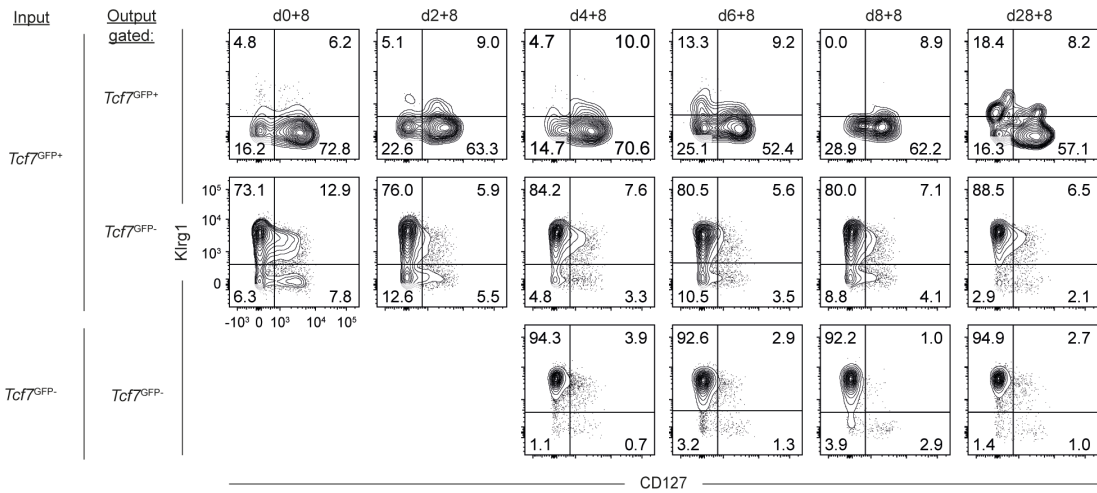 Input Output gated: d0+8 d2+8 d4+8 d6+8 d8+8 d28+8
4.8 6.2 5.1 9.0 4.7 10.0 13.3 9.2 0.0 8.9 18.4 8.2
Tcf7GFP+
16.2 72.8 22.6 63.3 14.7 70.6 25.1 52.4 28.9 62.2 16.3 57.1
Tcf7GFP+
Klrg1
10⁵ 73.1 12.9 76.0 5.9 84.2 7.6 80.5 5.6 80.0 7.1 88.5 6.5
10⁴
Tcf7GFP-
10³
0
6.3 7.8 12.6 5.5 4.8 3.3 10.5 3.5 8.8 4.1 2.9 2.1
-10³ 0 10³ 10⁴ 10⁵
94.3 3.9 92.6 2.9 92.2 1.0 94.9 2.7
Tcf7GFP- Tcf7GFP-
1.1 0.7 3.2 1.3 3.9 2.9 1.4 1.0
CD127